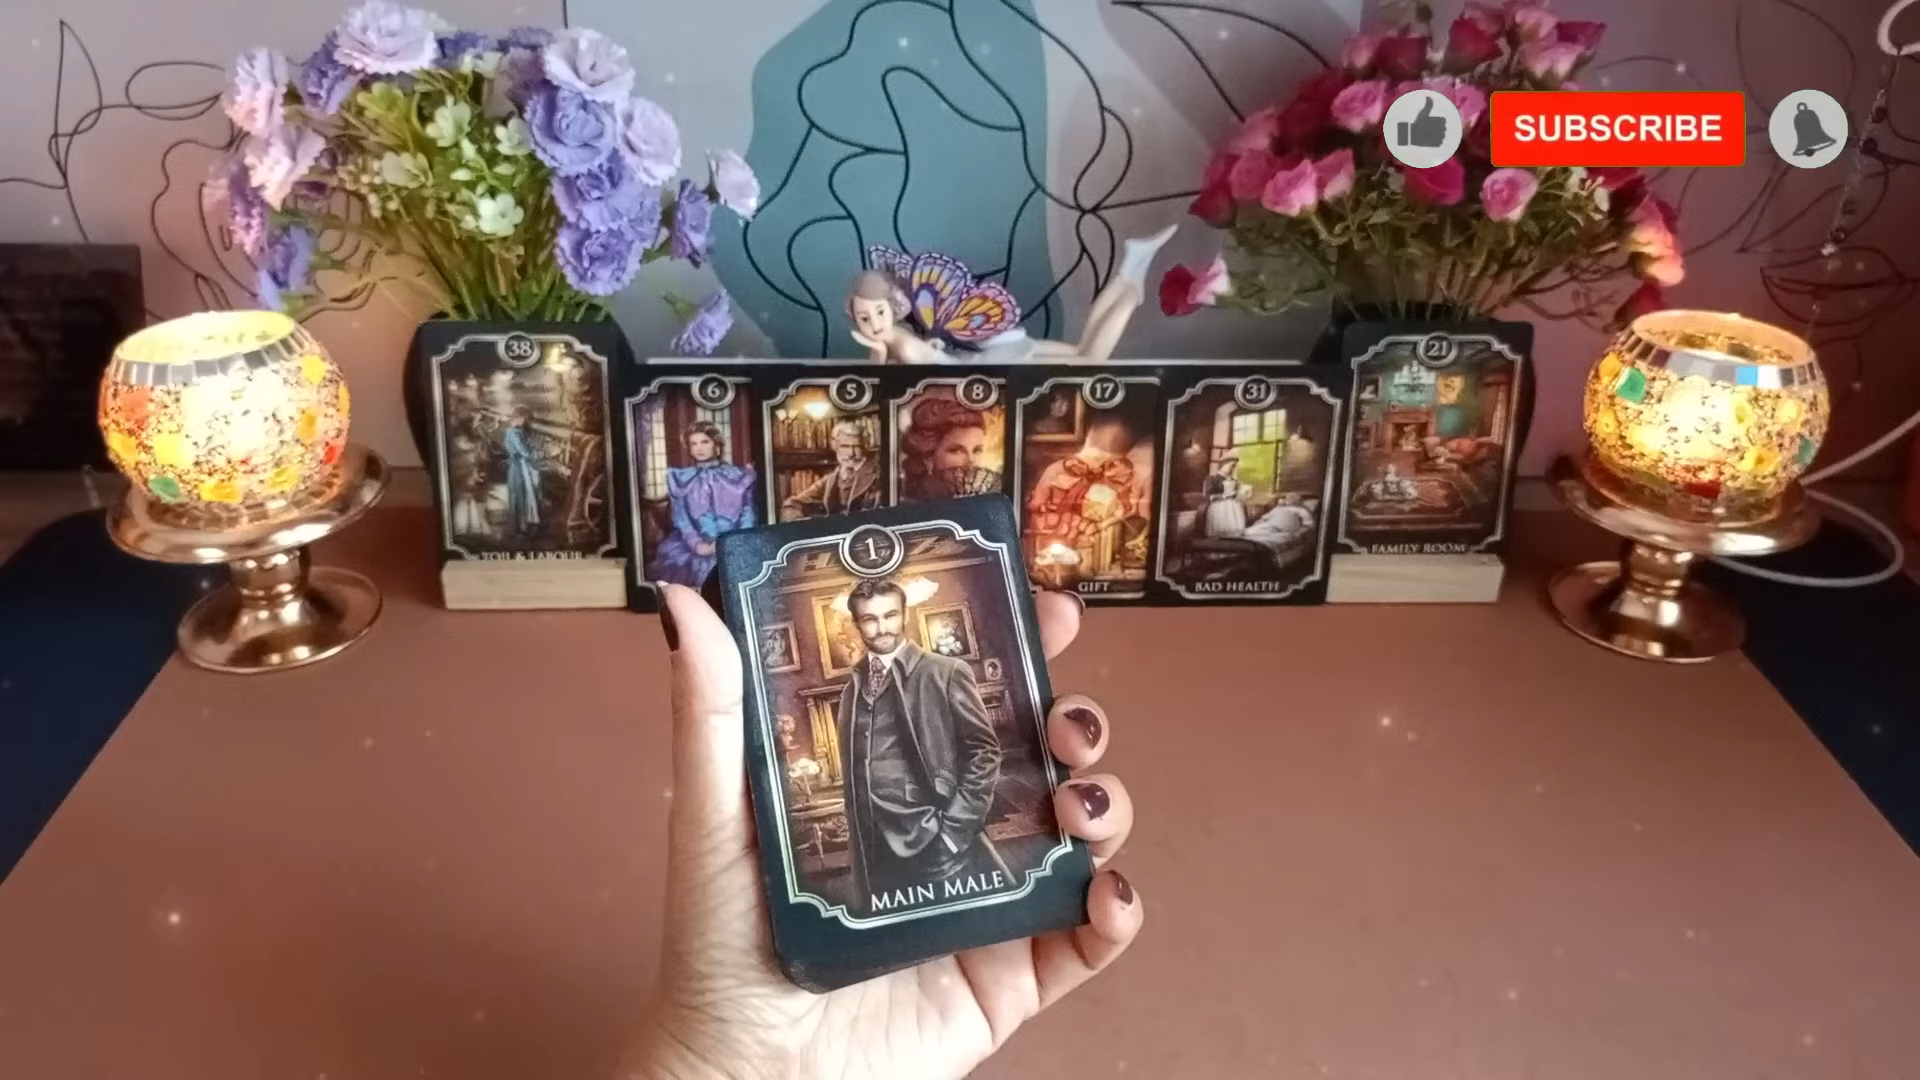 SUBSCRIBE
38
TOIL & LABOUR
6
5
8
17
GIFT
31
BAD HEALTH
21
FAMILY ROOM
1
MAIN MALE